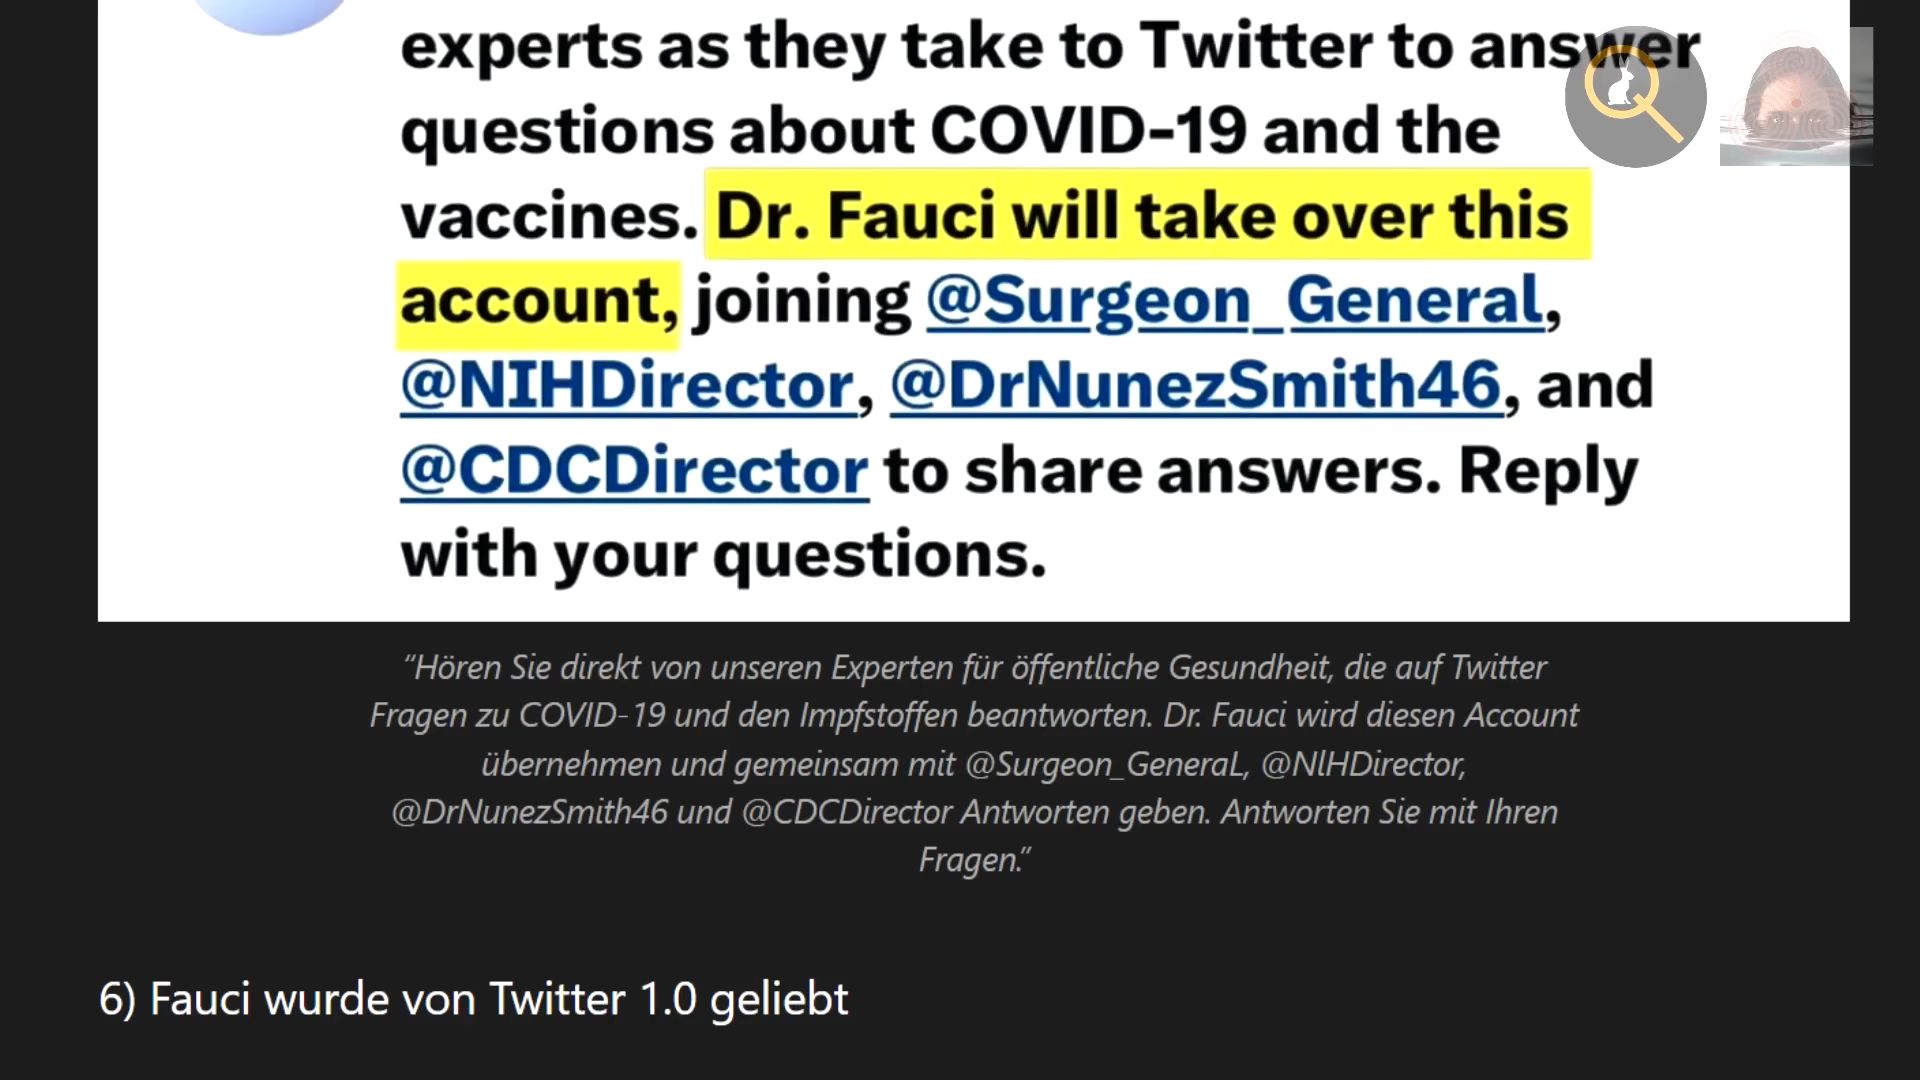 experts as they take to Twitter to answer
questions about COVID-19 and the
vaccines. Dr. Fauci will take over this
account, joining @Surgeon_General,
@NIHDirector, @DrNunezSmith46, and
@CDCDirector to share answers. Reply
with your questions.
“Hören Sie direkt von unseren Experten für öffentliche Gesundheit, die auf Twitter
Fragen zu COVID-19 und den Impfstoffen beantworten. Dr. Fauci wird diesen Account
übernehmen und gemeinsam mit @Surgeon_GeneraL, @NlHDirector,
@DrNunezSmith46 und @CDCDirector Antworten geben. Antworten Sie mit Ihren
Fragen.”
6) Fauci wurde von Twitter 1.0 geliebt